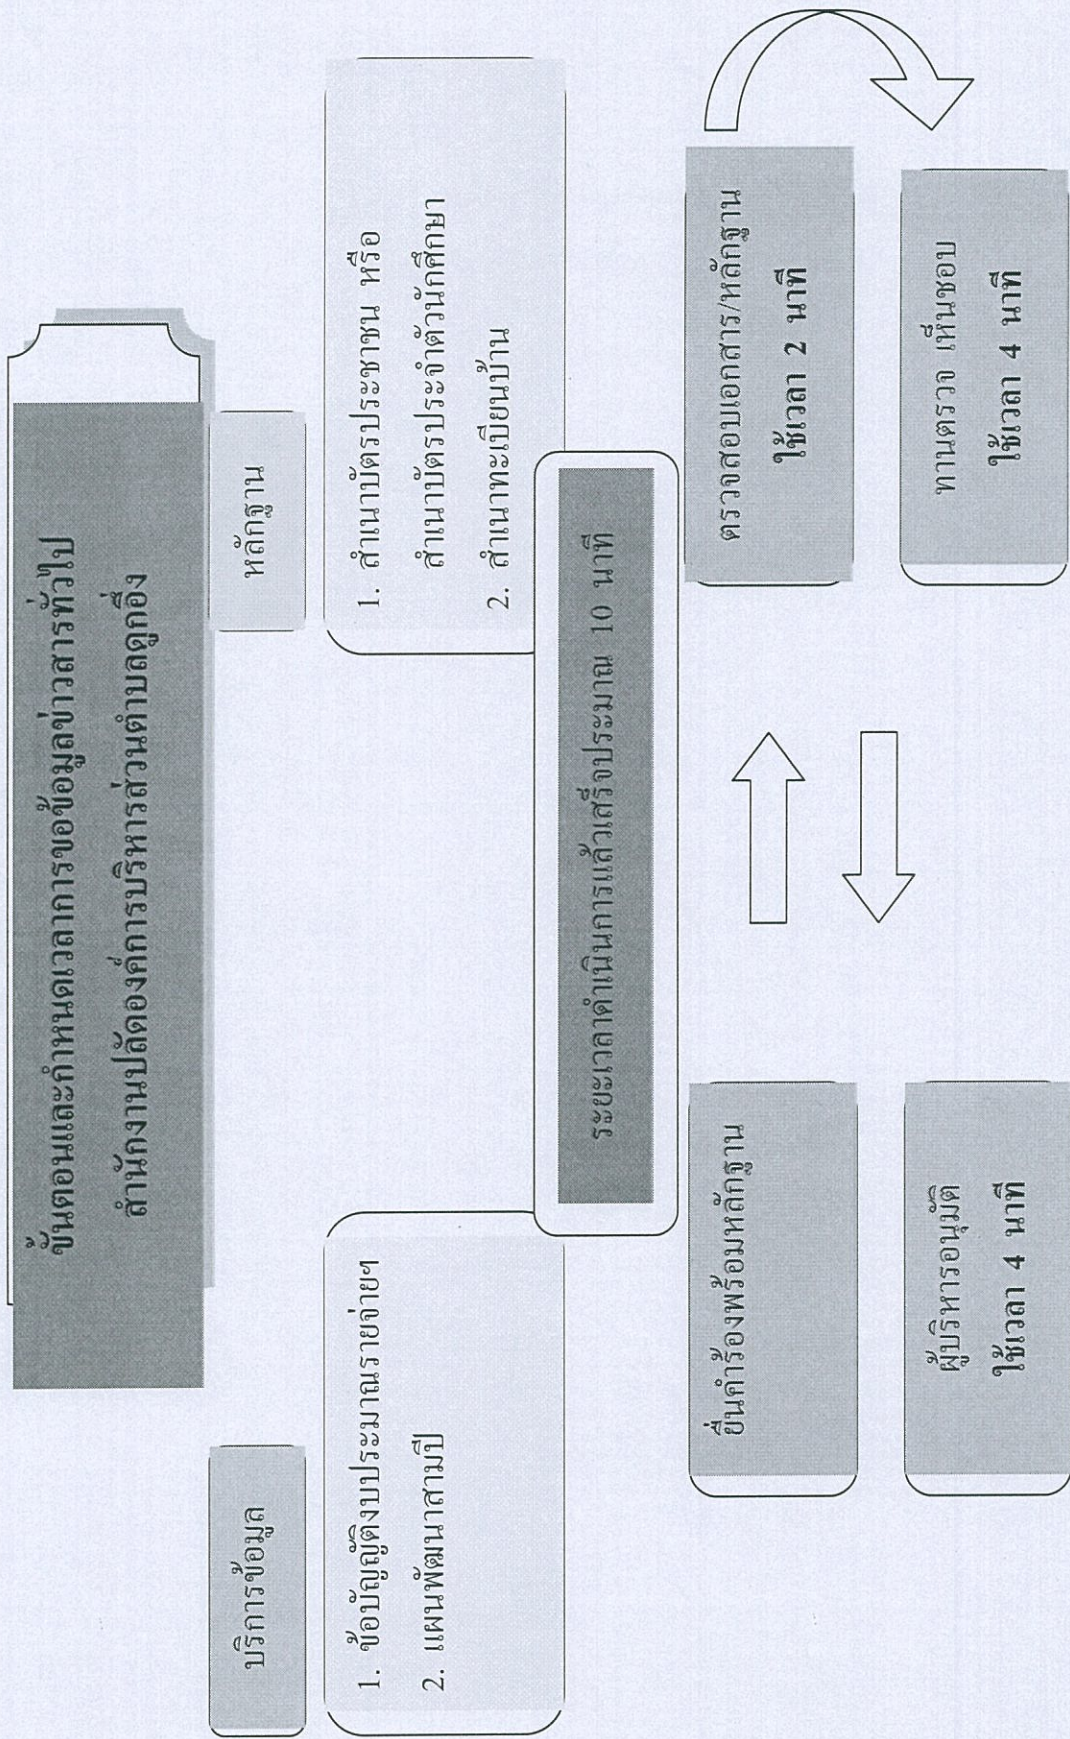 ขั้นตอนและกำหนดเวลาการขอข้อมูลข่าวสารทั่วไป
สำนักงานปลัดองค์การบริหารส่วนตำบลดูกอึ่ง
บริการข้อมูล
หลักฐาน
1. ข้อบัญญัติงบประมาณรายจ่ายฯ
2. แผนพัฒนาสามปี
1. สำเนาบัตรประชาชน หรือ
สำเนาบัตรประจำตัวนักศึกษา
2. สำเนาทะเบียนบ้าน
ระยะเวลาดำเนินการแล้วเสร็จประมาณ 10 นาที
ยื่นคำร้องพร้อมหลักฐาน
ตรวจสอบเอกสาร/หลักฐาน
ใช้เวลา 2 นาที
ผู้บริหารอนุมัติ
ใช้เวลา 4 นาที
ทานตรวจ เห็นชอบ
ใช้เวลา 4 นาที